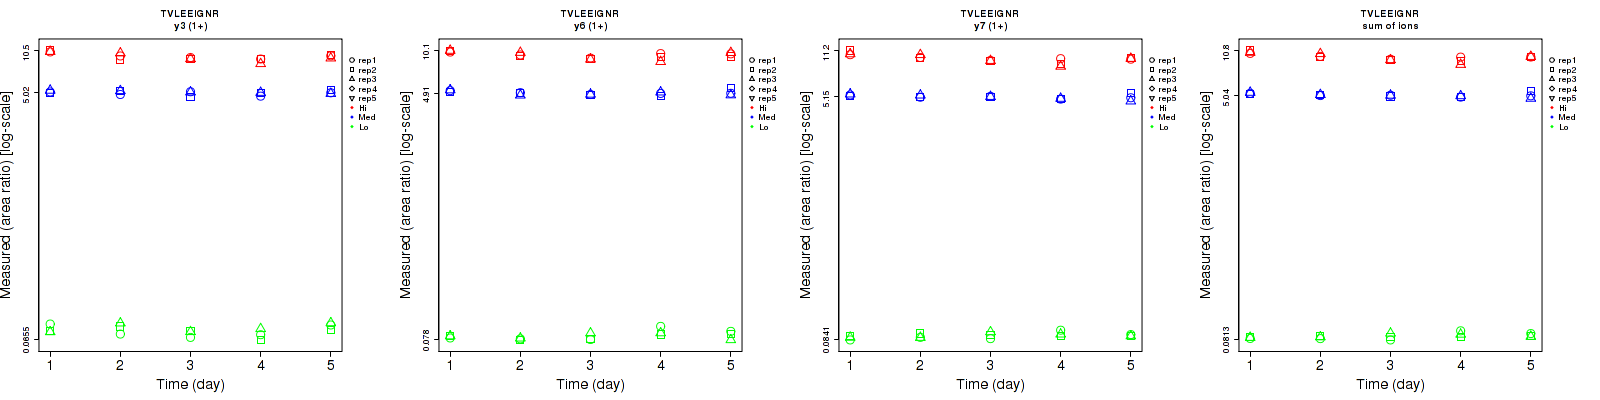 TVLEEIGNR
y3 (1+)
Measured (area ratio) [log-scale]
10.5
5.02
0.0655
1 2 3 4 5
Time (day)
rep1
rep2
rep3
rep4
rep5
Hi
Med
Lo
TVLEEIGNR
y6 (1+)
Measured (area ratio) [log-scale]
10.1
4.91
0.078
1 2 3 4 5
Time (day)
rep1
rep2
rep3
rep4
rep5
Hi
Med
Lo
TVLEEIGNR
y7 (1+)
Measured (area ratio) [log-scale]
11.2
5.15
0.0841
1 2 3 4 5
Time (day)
rep1
rep2
rep3
rep4
rep5
Hi
Med
Lo
TVLEEIGNR
sum of ions
Measured (area ratio) [log-scale]
10.8
5.04
0.0813
1 2 3 4 5
Time (day)
rep1
rep2
rep3
rep4
rep5
Hi
Med
Lo